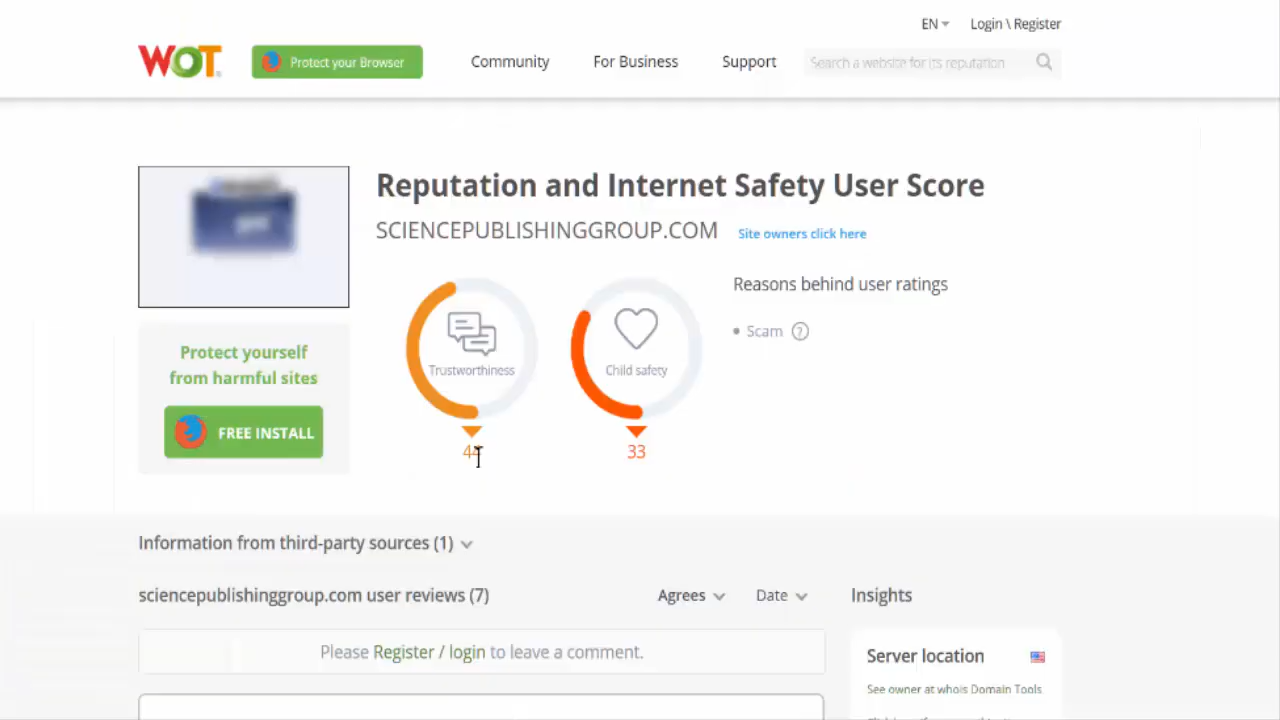 EN
Login \ Register
WOT
Protect your Browser
Community
For Business
Support
Search a website for its reputation
Reputation and Internet Safety User Score
SCIENCEPUBLISHINGGROUP.COM
Site owners click here
Reasons behind user ratings
• Scam ?
Trustworthiness
Child safety
44
33
Protect yourself
from harmful sites
FREE INSTALL
Information from third-party sources (1)
sciencepublishinggroup.com user reviews (7)
Agrees
Date
Insights
Please Register / login to leave a comment.
Server location
See owner at whois Domain Tools